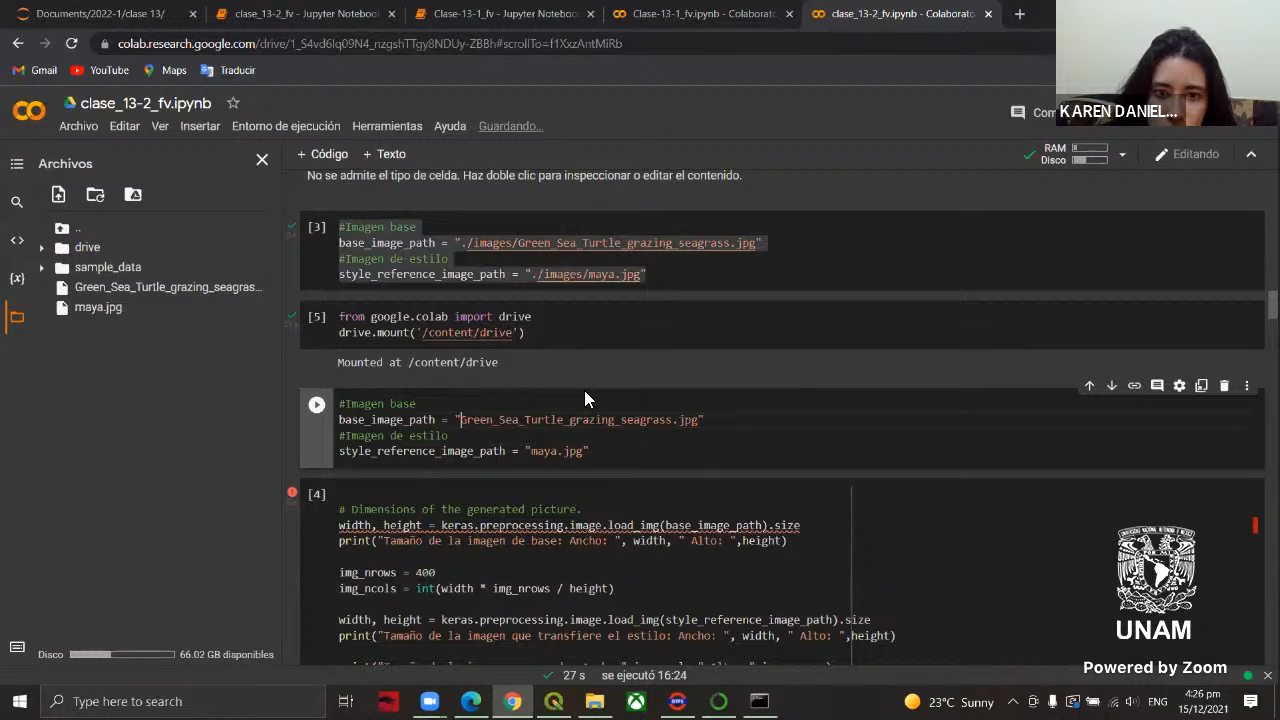 Documents/2022-1/clase 13/
clase_13-2 - Jupyter Notebook
Clase-13-1 - Jupyter Notebook
Clase-13-1_fv.ipynb - Colaborato
clase_13-2_fv.ipynb - Colaborato
colab.research.google.com/drive/1_S4vd6lq09N4_nzgshTTgy8NDUy-ZBBh#scrollTo=f1XxzAntMiRb
Gmail YouTube Maps Traducir
KAREN DANIEL...
clase_13-2_fv.ipynb
Archivo Editar Ver Insertar Entorno de ejecución Herramientas Ayuda Guardando...
Com
Archivos
+ Código + Texto
RAM
Disco
Editando
No se admite el tipo de celda. Haz doble clic para inspeccionar o editar el contenido.
..
drive
sample_data
Green_Sea_Turtle_grazing_seagras...
maya.jpg
[3]
#Imagen base
base_image_path = "./images/Green_Sea_Turtle_grazing_seagrass.jpg"
#Imagen de estilo
style_reference_image_path = "./images/maya.jpg"
[5]
from google.colab import drive
drive.mount('/content/drive')
Mounted at /content/drive
#Imagen base
base_image_path = "Green_Sea_Turtle_grazing_seagrass.jpg"
#Imagen de estilo
style_reference_image_path = "maya.jpg"
[4]
# Dimensions of the generated picture.
width, height = keras.preprocessing.image.load_img(base_image_path).size
print("Tamaño de la imagen de base: Ancho: ", width, " Alto: ",height)
img_nrows = 400
img_ncols = int(width * img_nrows / height)
width, height = keras.preprocessing.image.load_img(style_reference_image_path).size
print("Tamaño de la imagen que transfiere el estilo: Ancho: ", width, " Alto: ",height)
UNAM
Powered by Zoom
Disco 66.02 GB disponibles
27 s se ejecutó 16:24
Type here to search
23°C Sunny
ENG
4:26 pm
15/12/2021